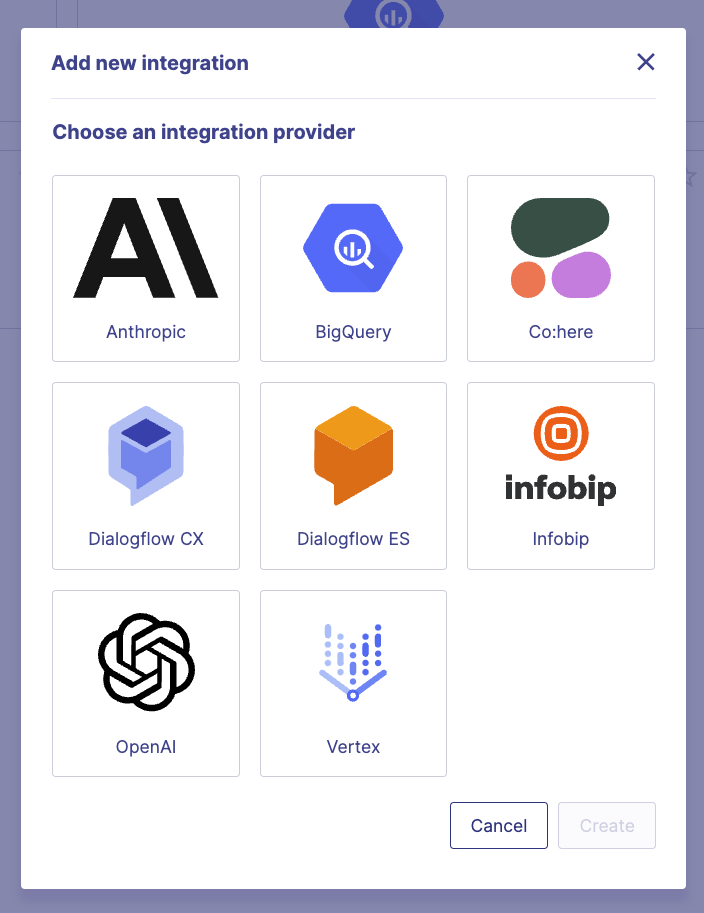 Add new integration
Choose an integration provider
Anthropic
BigQuery
Co:here
Dialogflow CX
Dialogflow ES
infobip
Infobip
OpenAI
Vertex
Cancel
Create